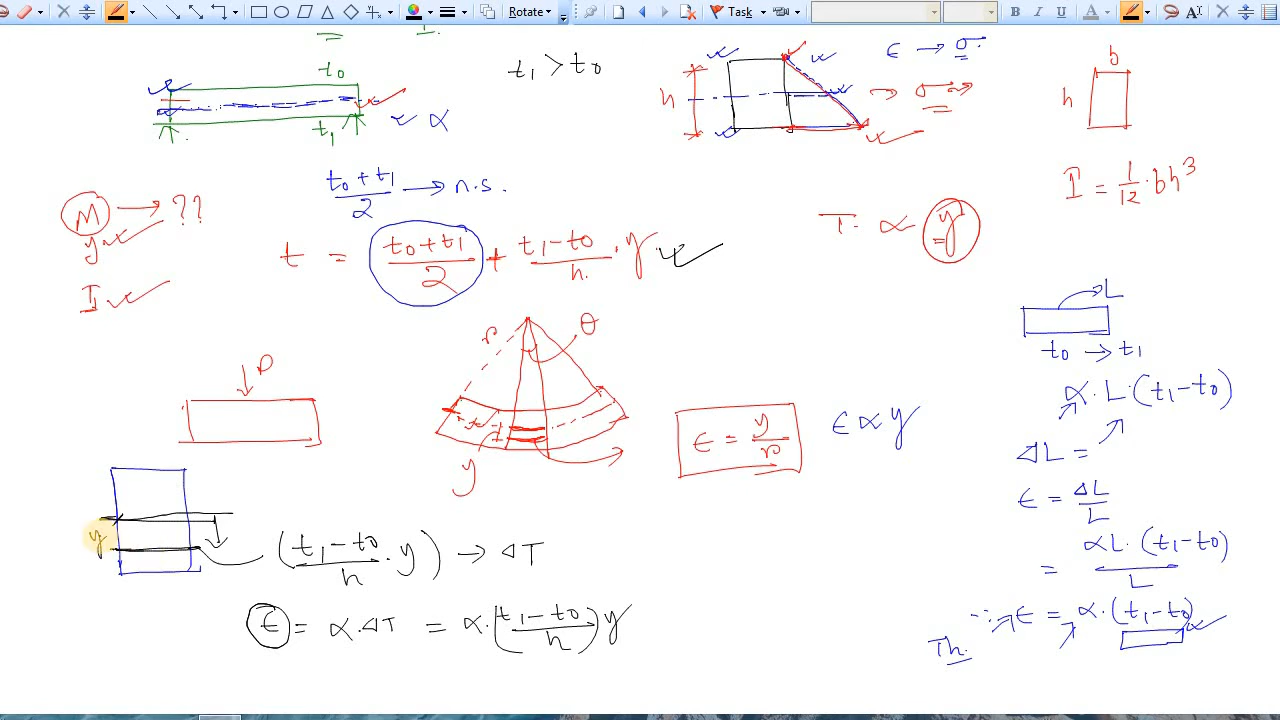 Rotate
Task
B I U
t₀
t₁ > t₀
h
ε → σ
→ σ
b
h
t₁
α
I = 1/12 · bh³
M → ??
y
I
(t₀ + t₁)/2 → n.s.
t = (t₀ + t₁)/2 + (t₁ - t₀)/h · y
T ∝ y
L
t₀ → t₁
α · L · (t₁ - t₀)
P
r
θ
y
ε = y/r
ε ∝ y
ΔL =
ε = ΔL/L
= αL · (t₁ - t₀)/L
∴ ε = α · (t₁ - t₀)
Th.
y
((t₁ - t₀)/h · y) → ΔT
ε = α · ΔT = α · ((t₁ - t₀)/h) y